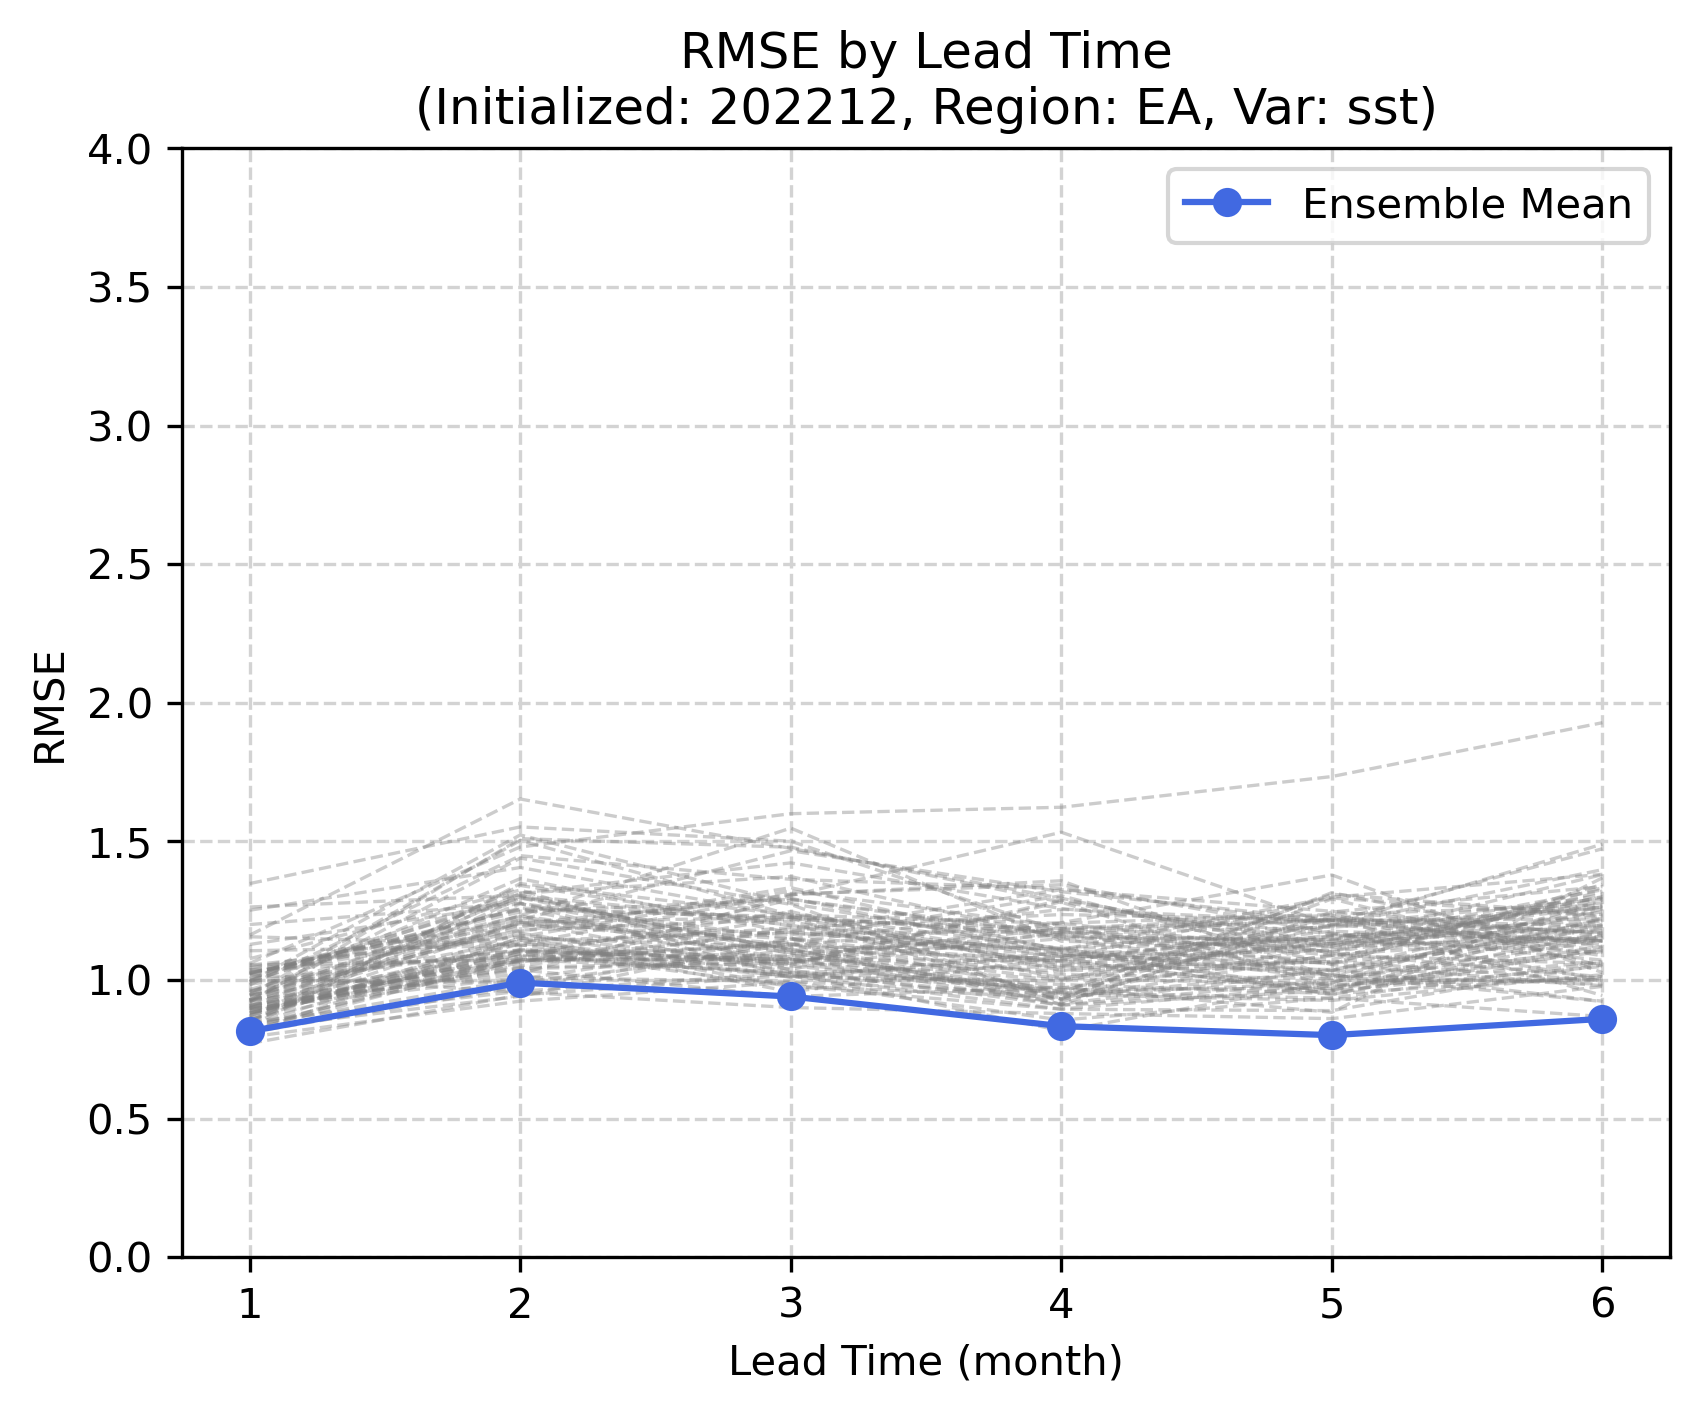 RMSE by Lead Time
(Initialized: 202212, Region: EA, Var: sst)
Ensemble Mean
RMSE
4.0
3.5
3.0
2.5
2.0
1.5
1.0
0.5
0.0
1 2 3 4 5 6
Lead Time (month)